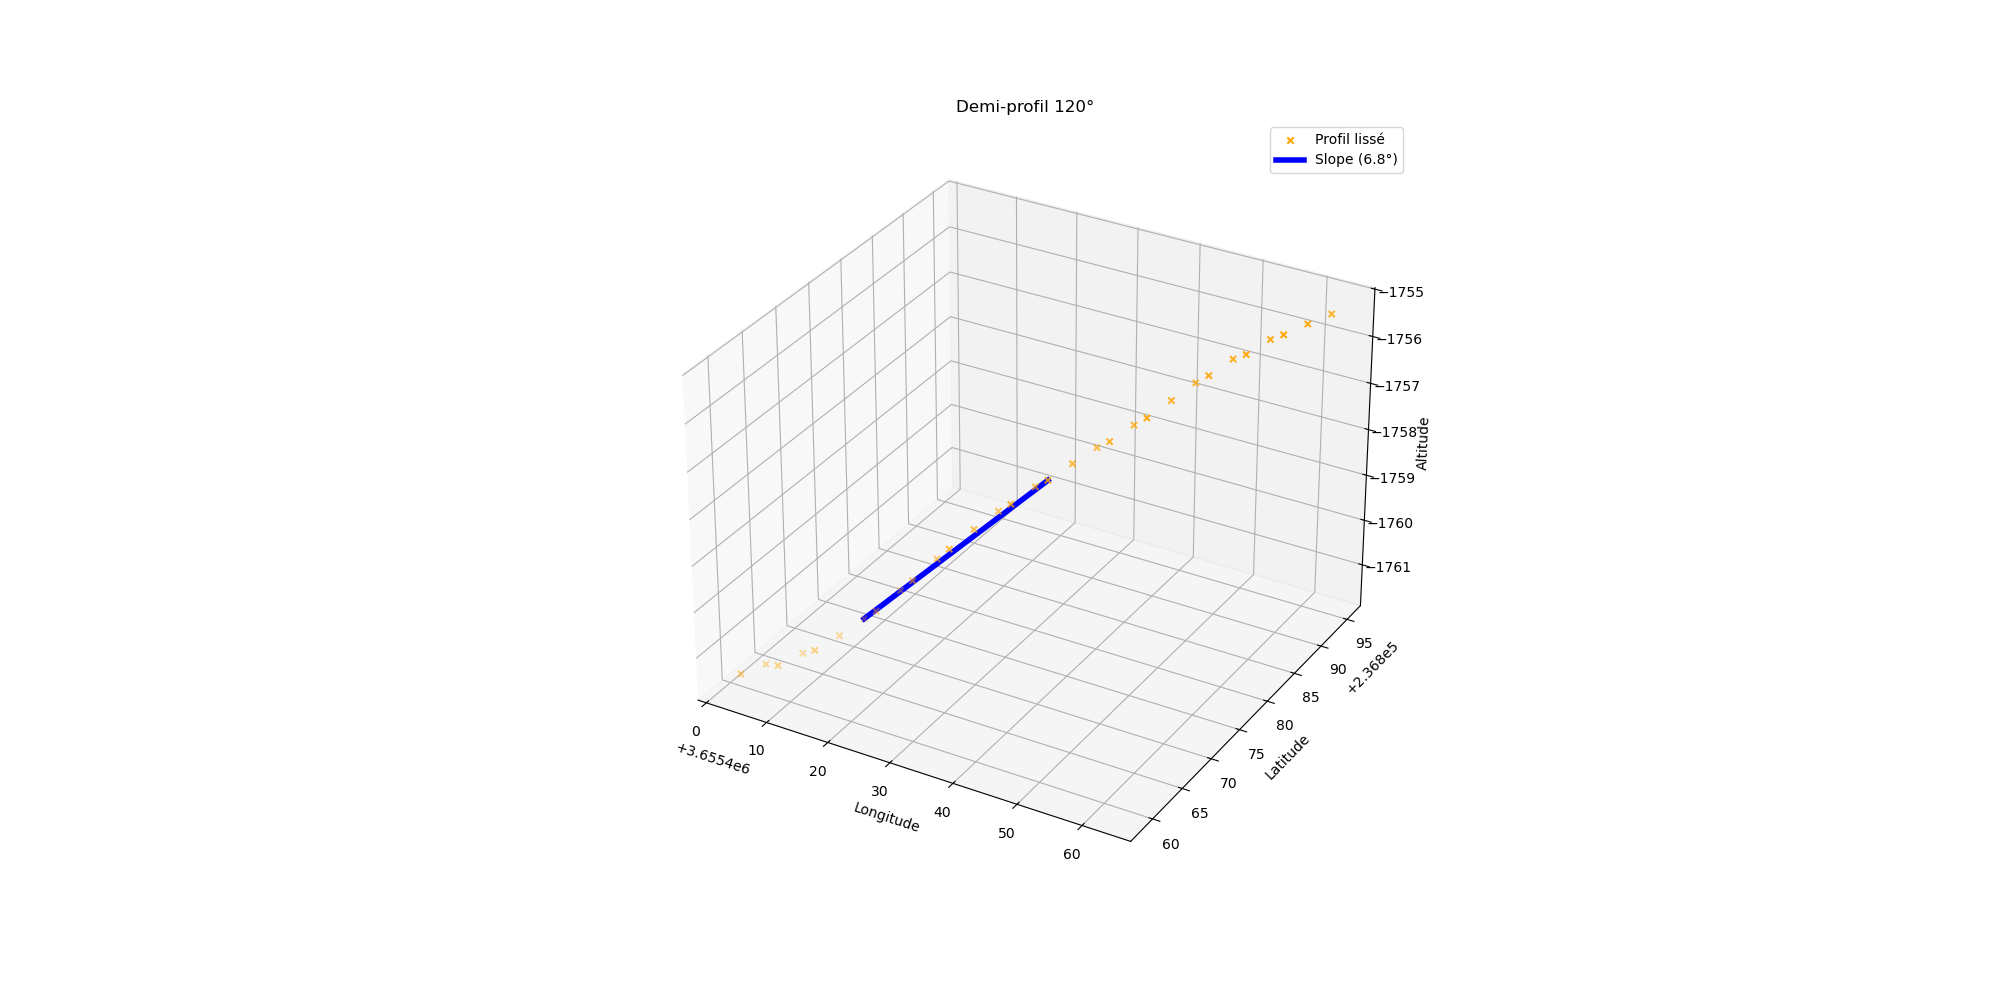 Demi-profil 120°
Profil lissé
Slope (6.8°)
−1755
−1756
−1757
−1758
−1759
−1760
−1761
Altitude
95
90
85
80
75
70
65
60
+2.368e5
Latitude
0
10
20
30
40
50
60
+3.6554e6
Longitude